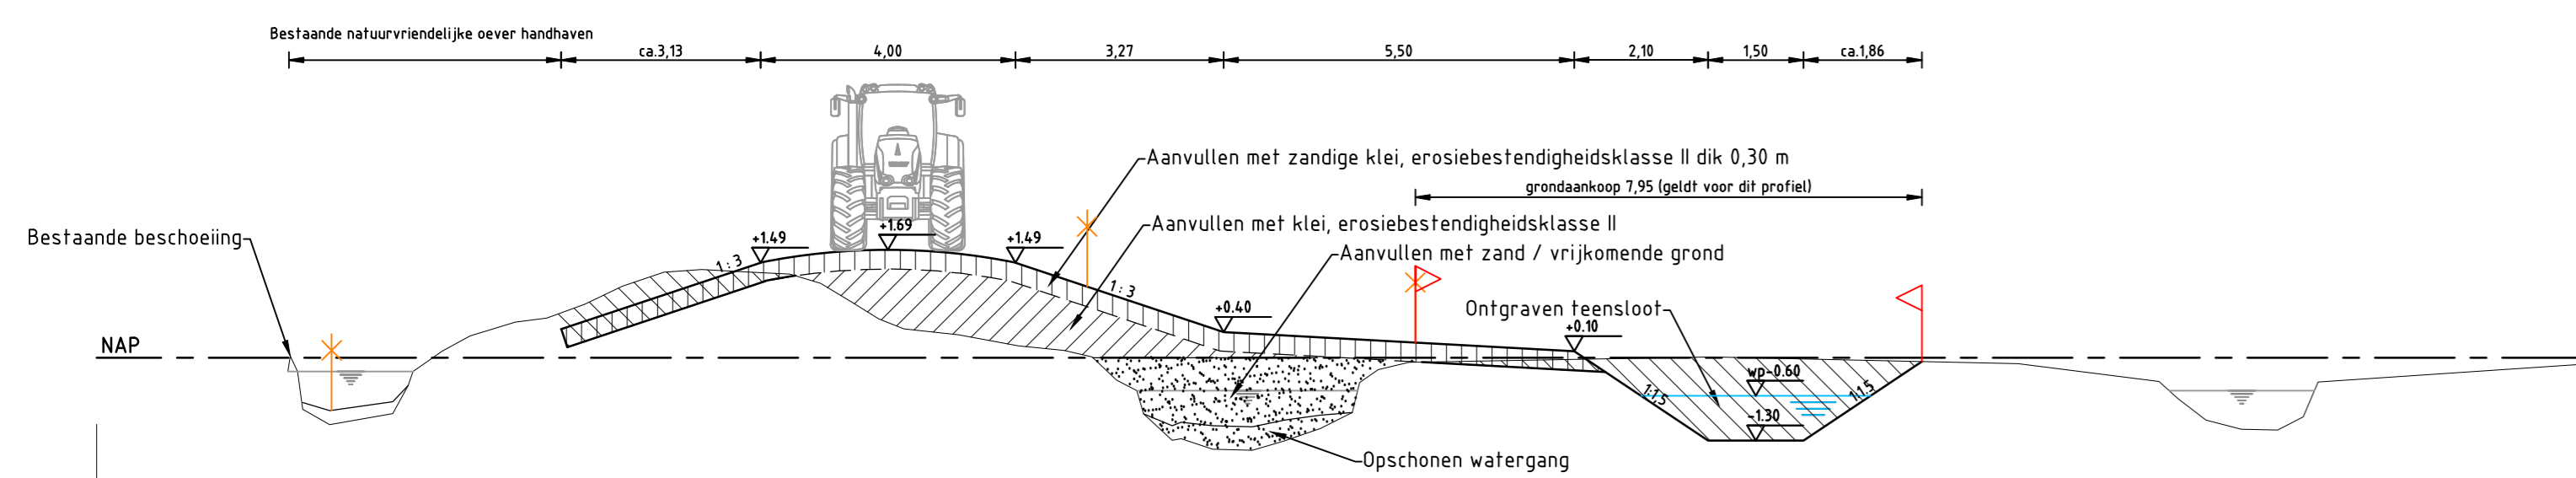 Bestaande natuurvriendelijke oever handhaven
ca.3,13
4,00
3,27
5,50
2,10
1,50
ca.1,86
Aanvullen met zandige klei, erosiebestendigheidsklasse II dik 0,30 m
grondaankoop 7,95 (geldt voor dit profiel)
Aanvullen met klei, erosiebestendigheidsklasse II
Bestaande beschoeiing
+1.49
+1.69
+1.49
Aanvullen met zand / vrijkomende grond
1:3
1:3
+0.40
Ontgraven teensloot
+0.10
NAP
wp-0.60
1:1,5
1:1.5
-1.30
Opschonen watergang